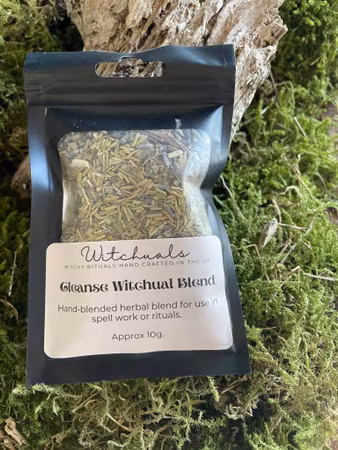 Witchuals
WITCHY RITUALS HAND CRAFTED IN THE UK
Cleanse Witchual Blend
Hand-blended herbal blend for use in
spell work or rituals.
Approx 10g.